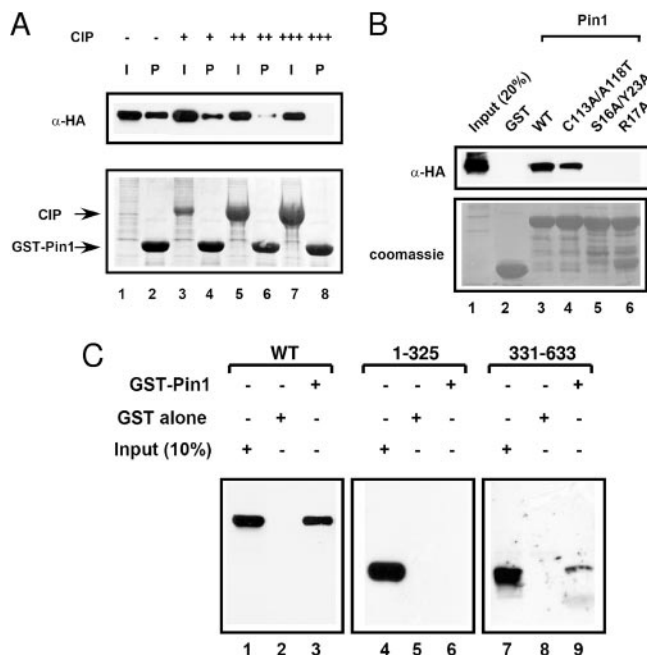 A
CIP - - + + ++ ++ +++ +++
I P I P I P I P
α-HA
CIP
GST-Pin1
1 2 3 4 5 6 7 8
B
Pin1
Input (20%) GST WT C113A/A118T S16A/Y23A R17A
α-HA
coomassie
1 2 3 4 5 6
C
WT 1-325 331-633
GST-Pin1 - - + - - + - - +
GST alone - + - - + - - + -
Input (10%) + - - + - - + - -
1 2 3 4 5 6 7 8 9